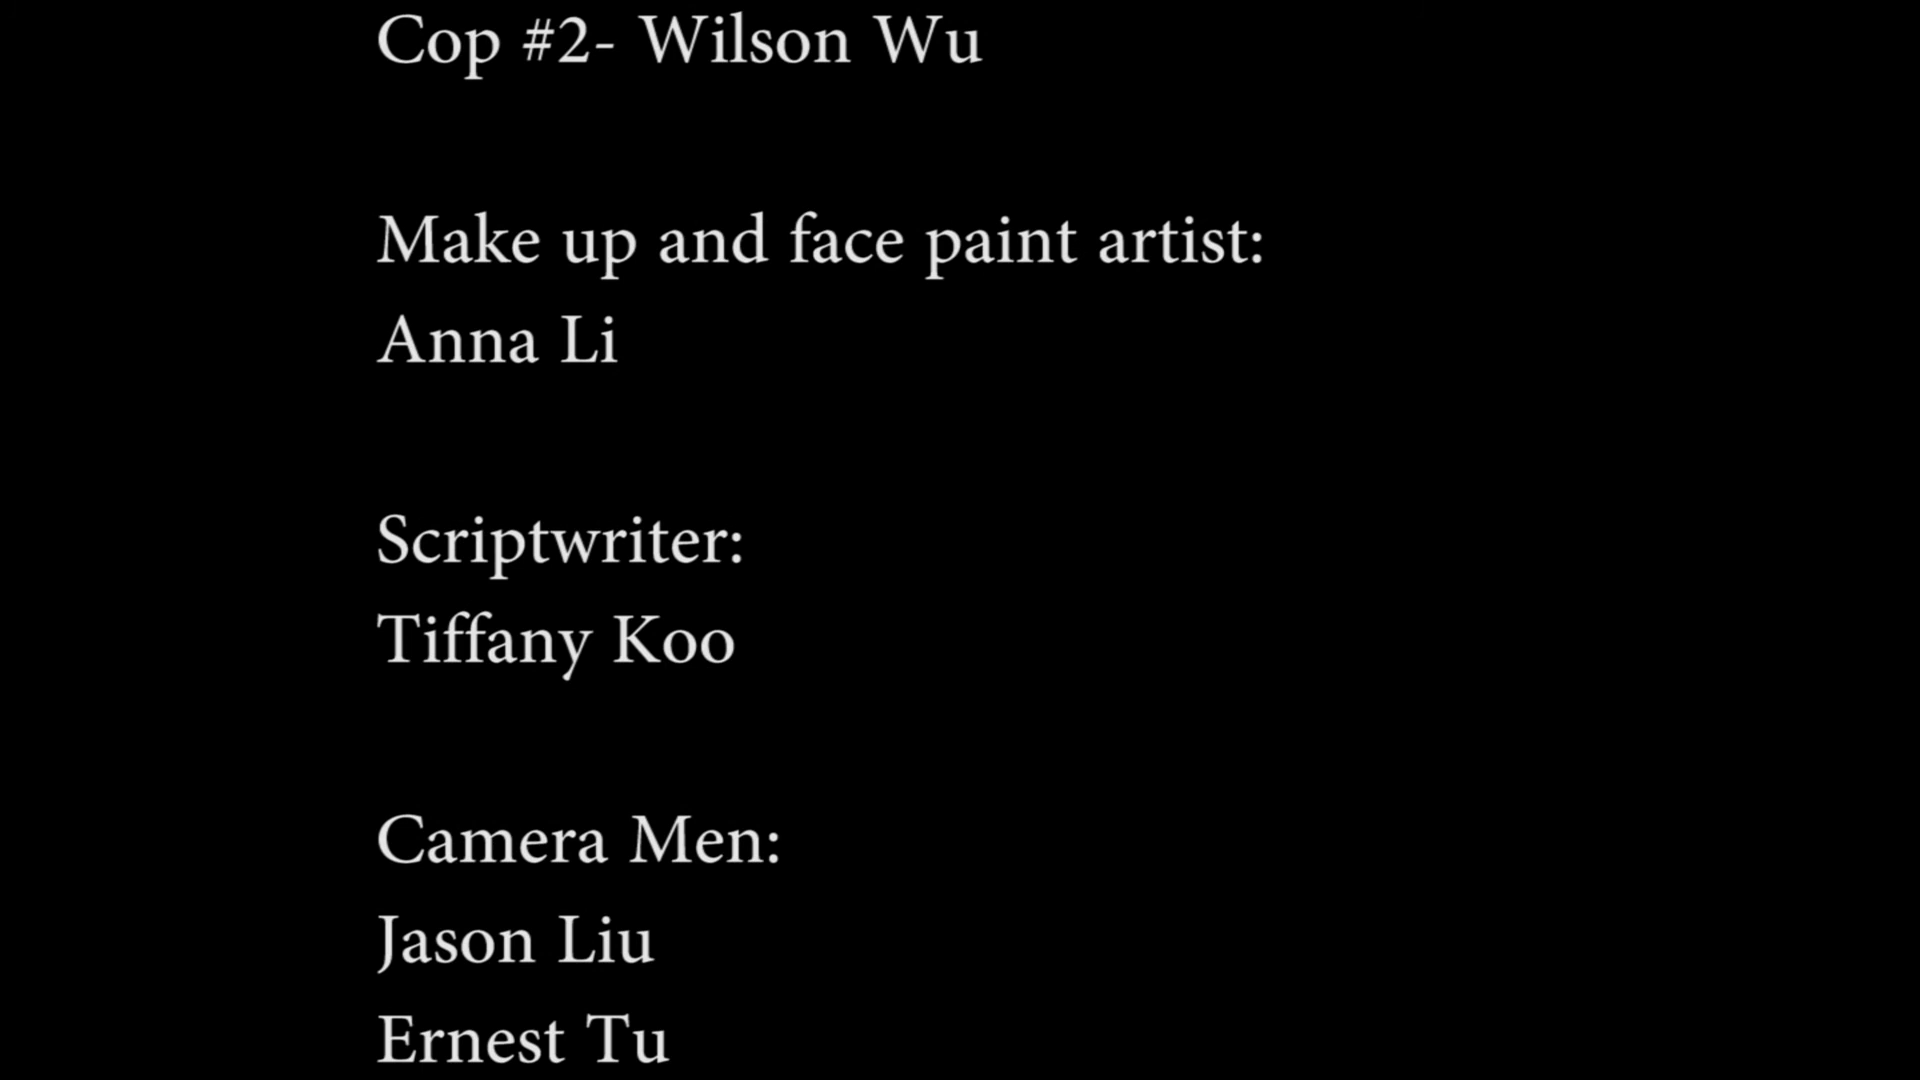 Cop #2- Wilson Wu
Make up and face paint artist:
Anna Li
Scriptwriter:
Tiffany Koo
Camera Men:
Jason Liu
Ernest Tu